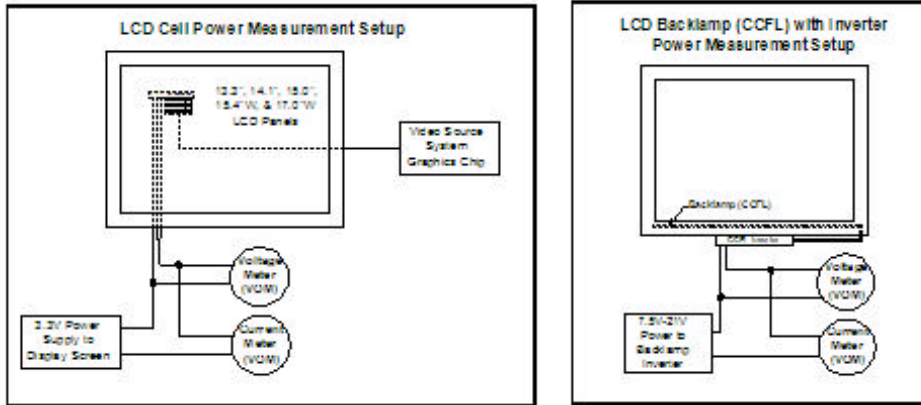 LCD Cell Power Measurement Setup
13.3", 14.1", 15.0",
15.4"W, & 17.0"W
LCD Panels
Video Source
System
Graphics Chip
Voltage
Meter
(VOM)
3.3V Power
Supply to
Display Screen
Current
Meter
(VOM)
LCD Backlamp (CCFL) with Inverter
Power Measurement Setup
Backlamp (CCFL)
CCFL Inverter
Voltage
Meter
(VOM)
7.5V-21V
Power to
Backlamp
Inverter
Current
Meter
(VOM)